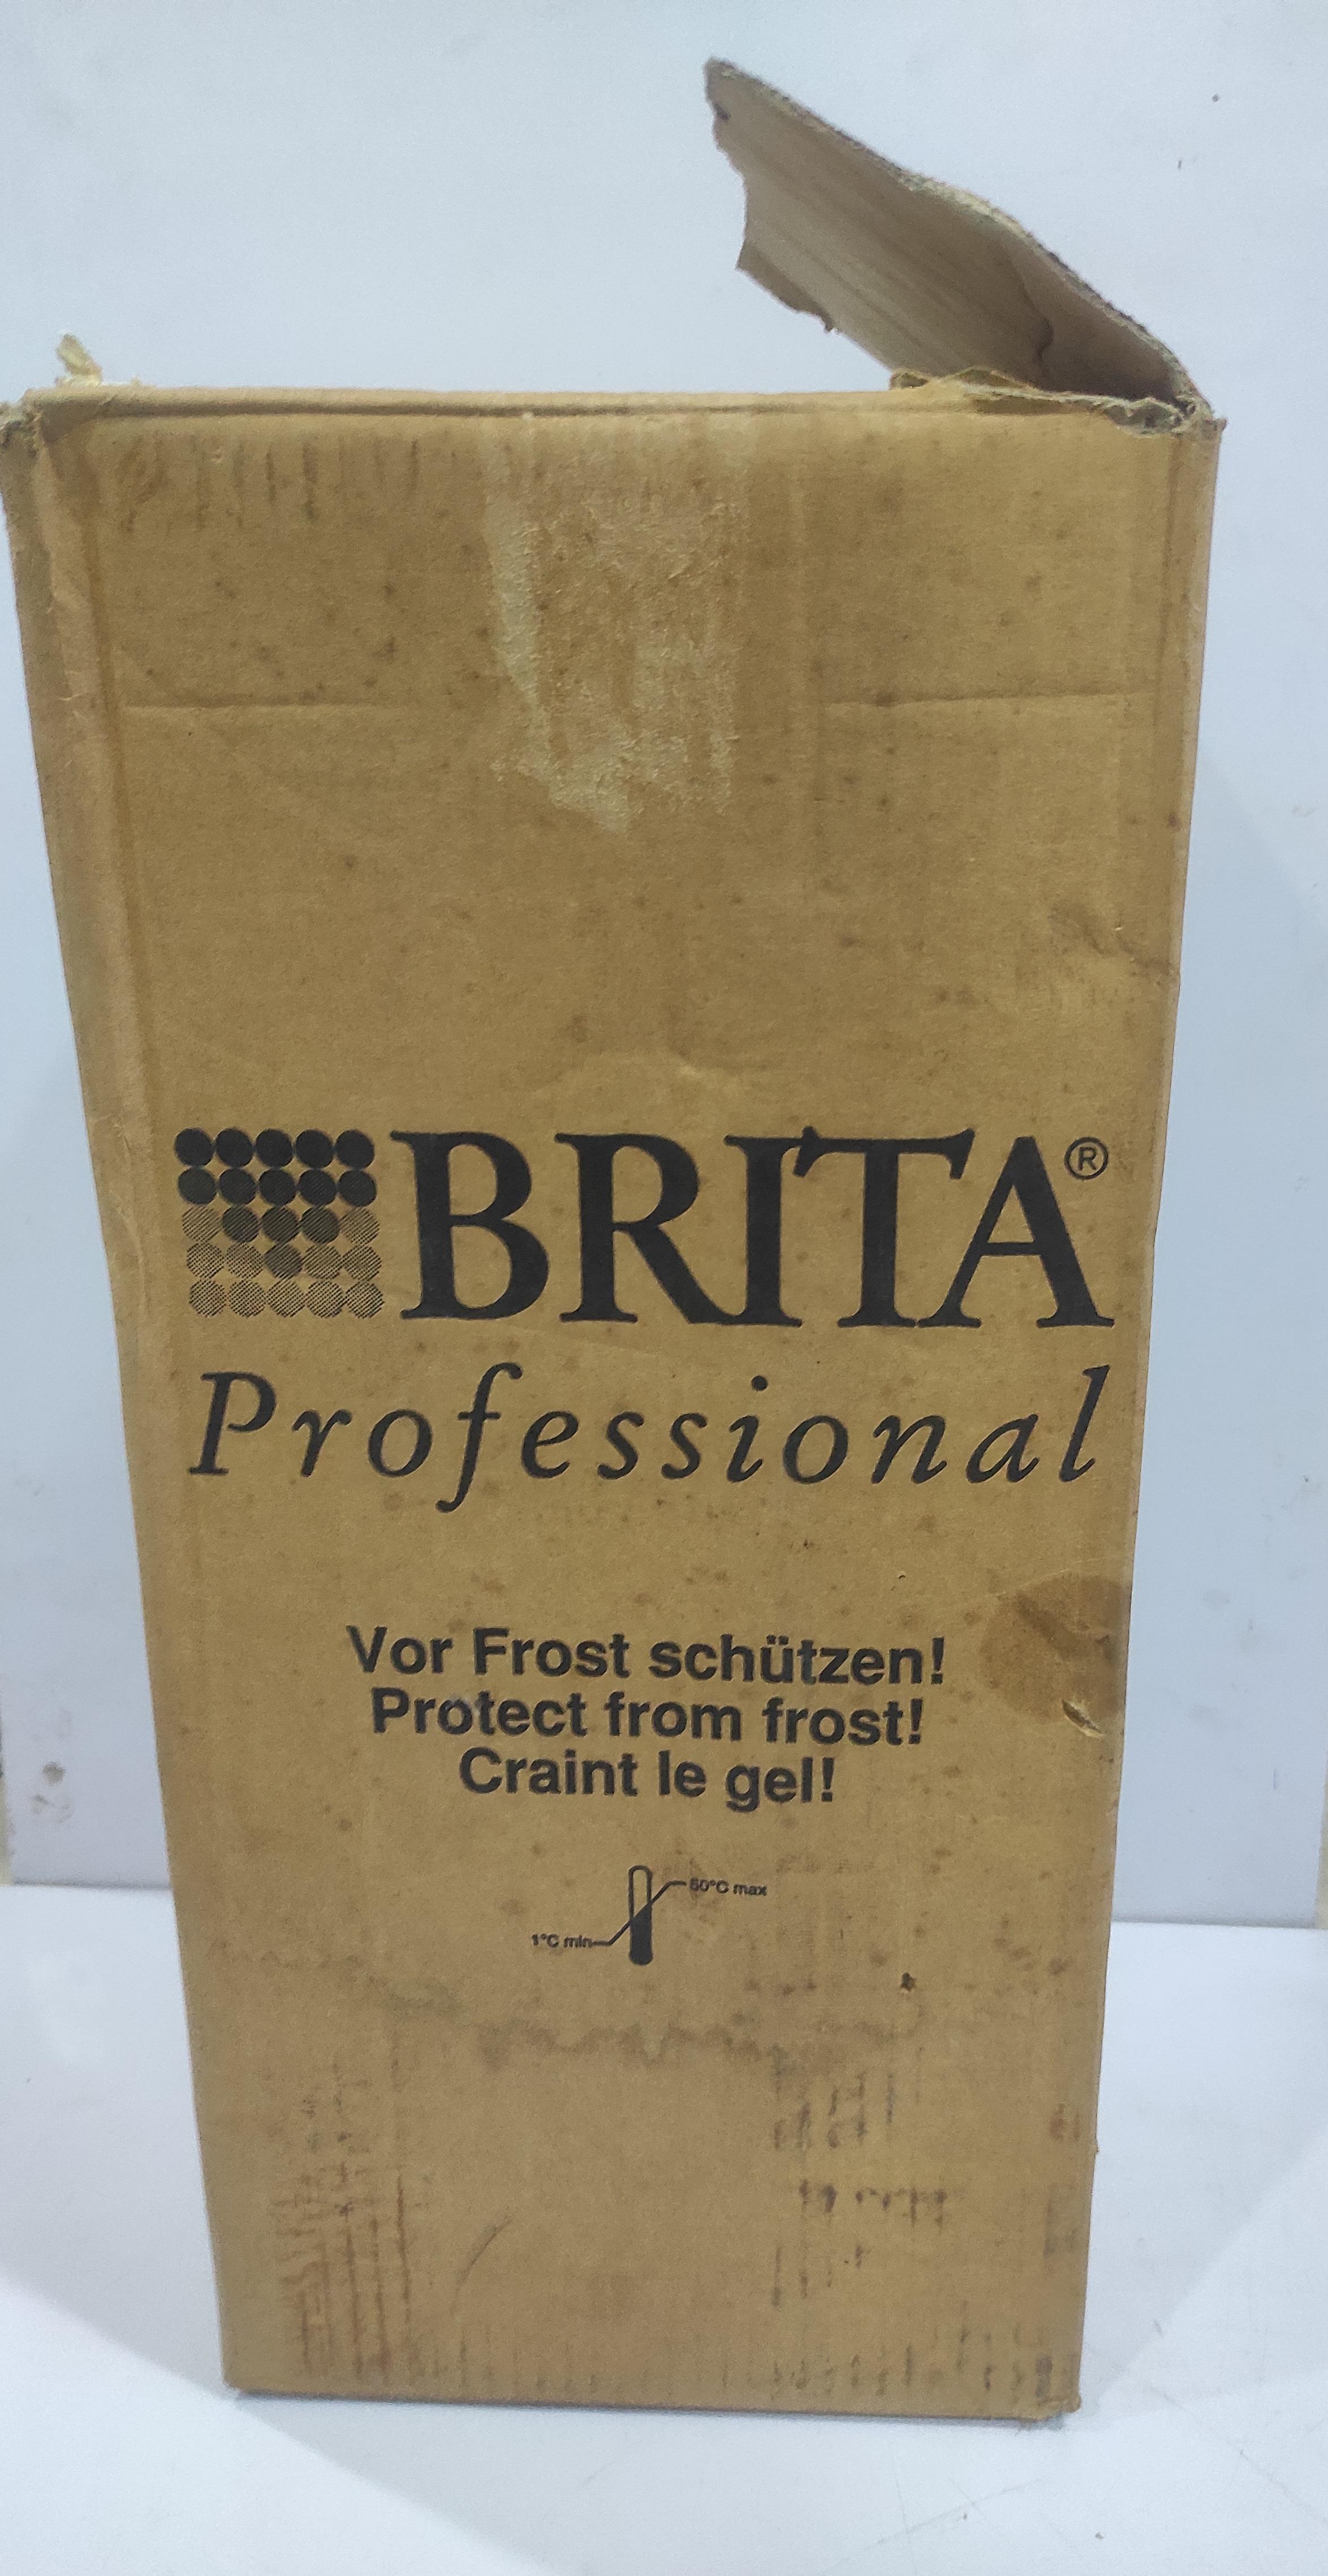 BRITA®
Professional
Vor Frost schützen!
Protect from frost!
Craint le gel!
50°C max
1°C min